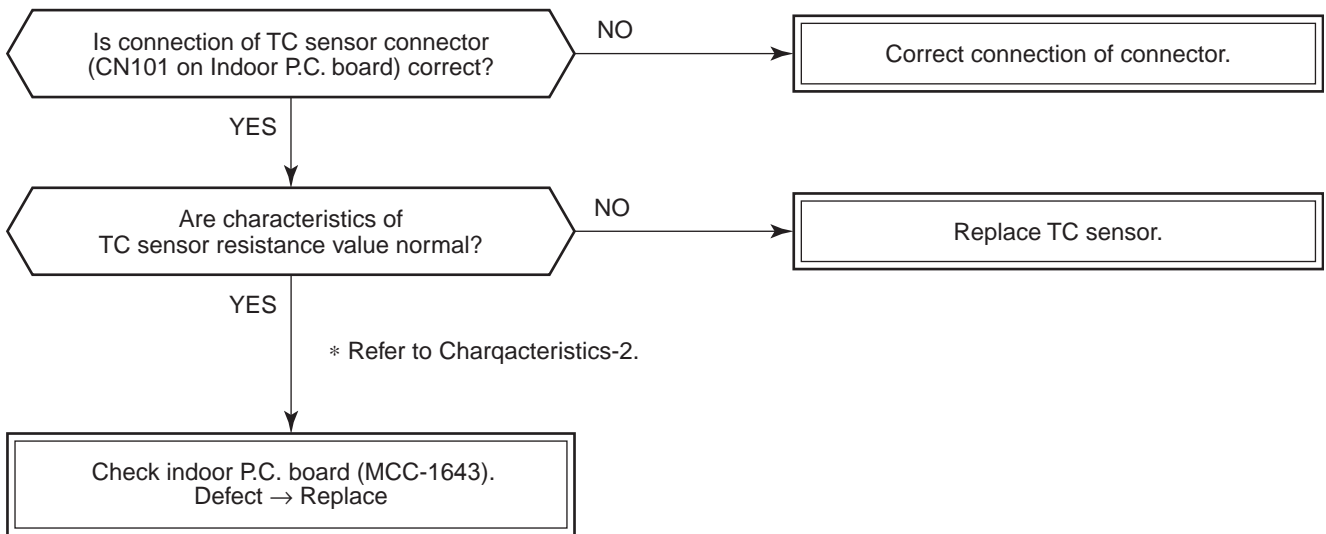 Is connection of TC sensor connector
(CN101 on Indoor P.C. board) correct?
NO
Correct connection of connector.
YES
Are characteristics of
TC sensor resistance value normal?
NO
Replace TC sensor.
YES
* Refer to Charqacteristics-2.
Check indoor P.C. board (MCC-1643).
Defect → Replace